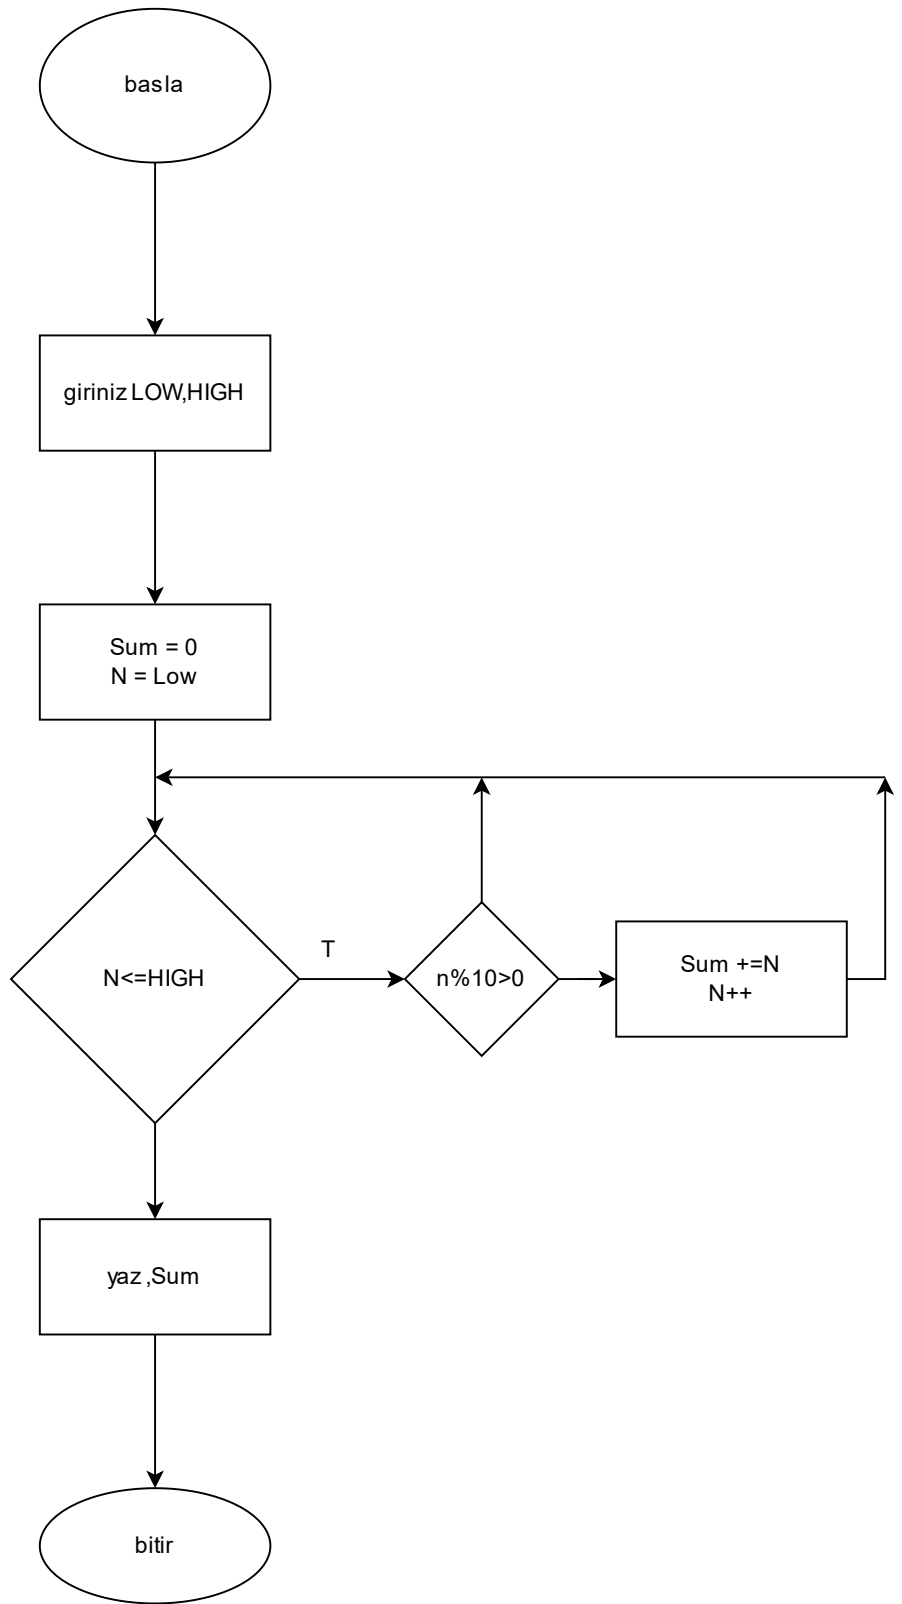 basla
giriniz LOW,HIGH
Sum = 0
N = Low
N<=HIGH
T
n%10>0
Sum +=N
N++
yaz ,Sum
bitir